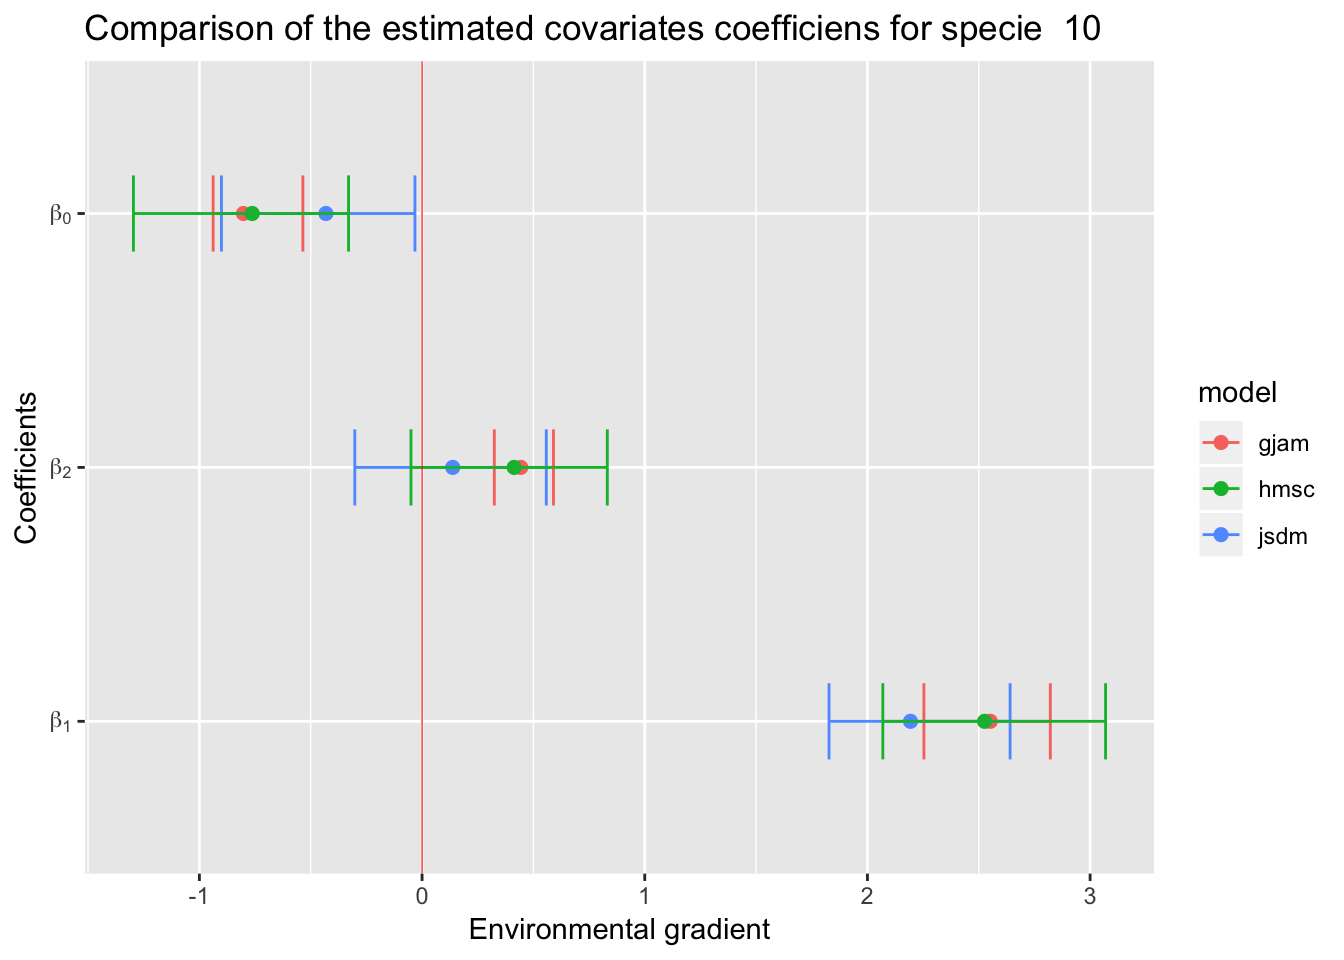 Comparison of the estimated covariates coefficiens for specie  10
Coefficients
β₀
β₂
β₁
-1 0 1 2 3
Environmental gradient
model
gjam
hmsc
jsdm